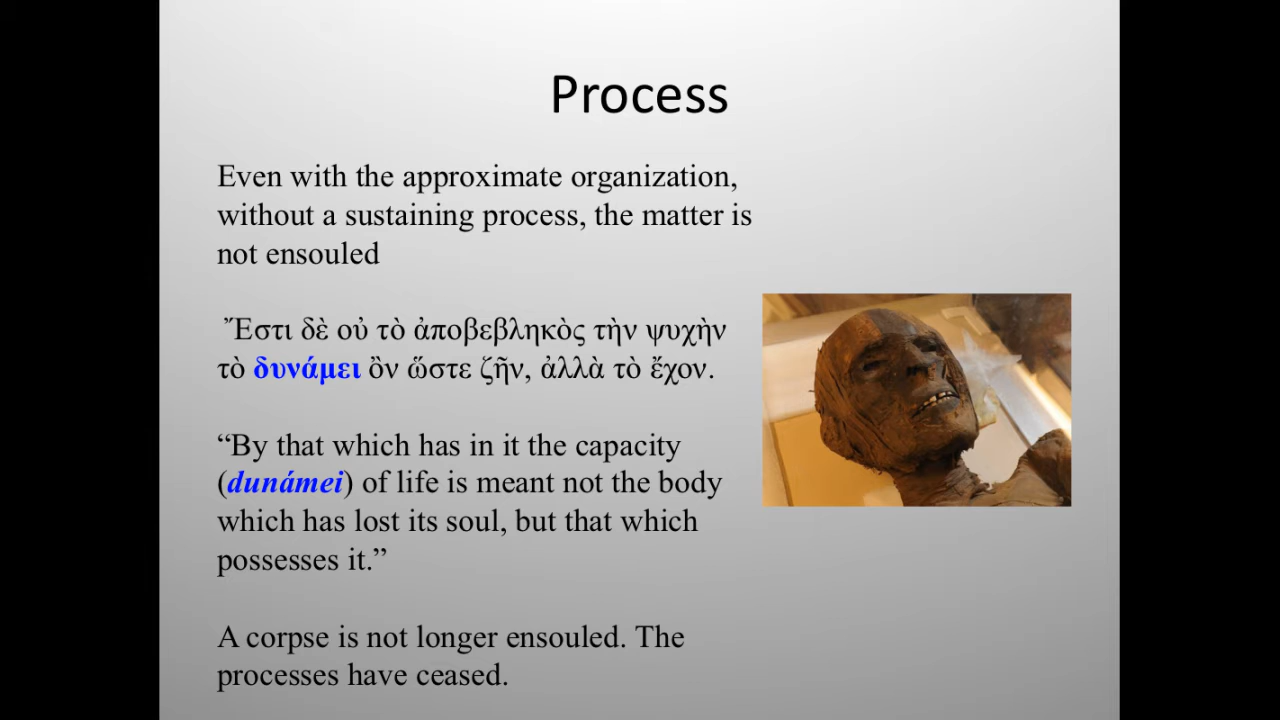 Process
Even with the approximate organization,
without a sustaining process, the matter is
not ensouled
Ἔστι δὲ οὐ τὸ ἀποβεβληκὸς τὴν ψυχὴν
τὸ δυνάμει ὂν ὥστε ζῆν, ἀλλὰ τὸ ἔχον.
“By that which has in it the capacity
(dunámei) of life is meant not the body
which has lost its soul, but that which
possesses it.”
A corpse is not longer ensouled. The
processes have ceased.